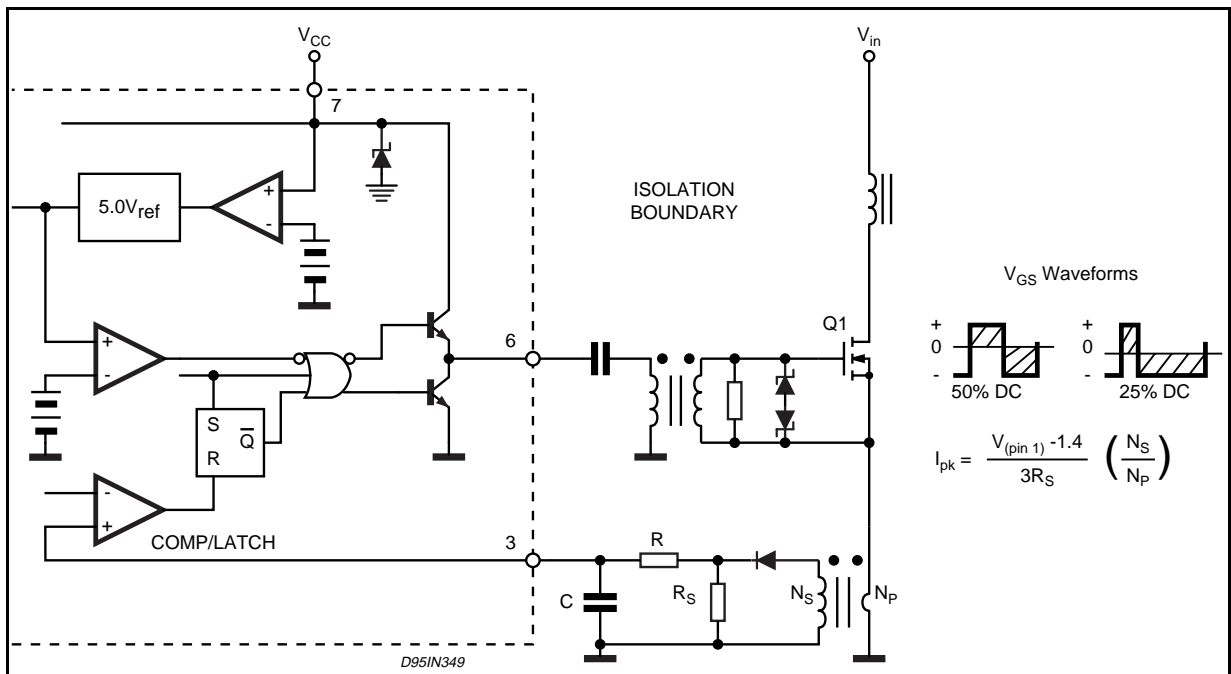 V_CC
V_in
7
ISOLATION
BOUNDARY
5.0V_ref
+
-
V_GS Waveforms
Q1
+
0
-
50% DC
+
0
-
25% DC
6
+
-
S
R
Q̅
I_pk = V_(pin 1) -1.4 / 3R_S (N_S / N_P)
-
+
COMP/LATCH
3
R
C
R_S
N_S
N_P
D95IN349